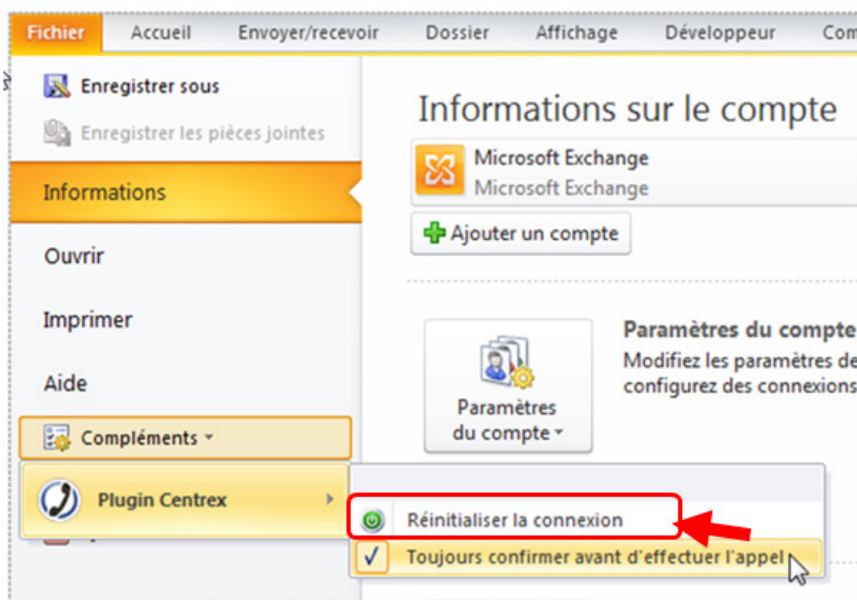 Fichier Accueil Envoyer/recevoir Dossier Affichage Développeur
Enregistrer sous
Enregistrer les pièces jointes
Informations
Ouvrir
Imprimer
Aide
Compléments
Plugin Centrex
Informations sur le compte
Microsoft Exchange
Microsoft Exchange
Ajouter un compte
Paramètres
du compte
Paramètres du compte
Modifiez les paramètres de
configurez des connexions
Réinitialiser la connexion
Toujours confirmer avant d'effectuer l'appel